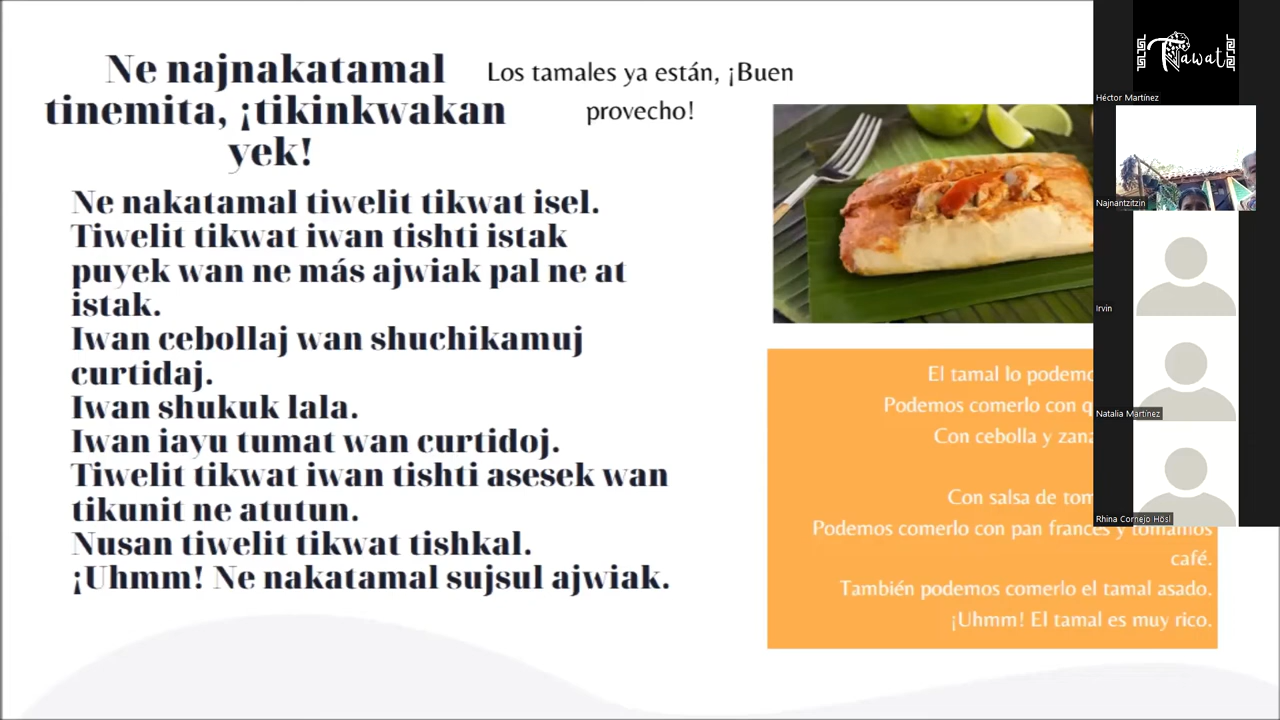 Ne najnakatamal
tinemita, ¡tikinkwakan
yek!
Los tamales ya están, ¡Buen
provecho!
Ne nakatamal tiwelit tikwat isel.
Tiwelit tikwat iwan tishti istak
puyek wan ne más ajwiak pal ne at
istak.
Iwan cebollaj wan shuchikamuj
curtidaj.
Iwan shukuk lala.
Iwan iayu tumat wan curtidoj.
Tiwelit tikwat iwan tishti asesek wan
tikunit ne atutun.
Nusan tiwelit tikwat tishkal.
¡Uhmm! Ne nakatamal sujsul ajwiak.
El tamal lo
Podemos comerlo con
Con cebolla y
Con salsa de
Podemos comerlo con pan francés y tomamos
café.
También podemos comerlo el tamal asado.
¡Uhmm! El tamal es muy rico.
Tawat
Héctor Martínez
Najnantzitzin
Irvin
Natalia Martínez
Rhina Cornejo Hösl